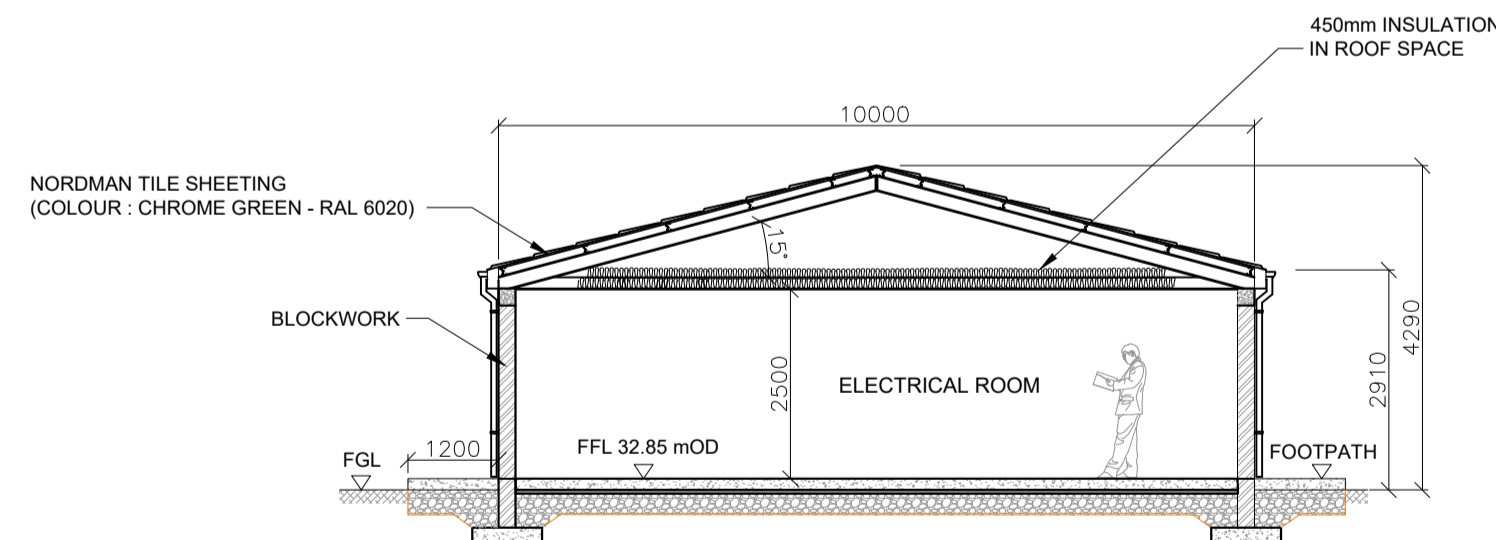 450mm INSULATION
IN ROOF SPACE
10000
NORDMAN TILE SHEETING
(COLOUR : CHROME GREEN - RAL 6020)
15°
BLOCKWORK
4290
2910
2500
ELECTRICAL ROOM
1200
FFL 32.85 mOD
FGL
FOOTPATH